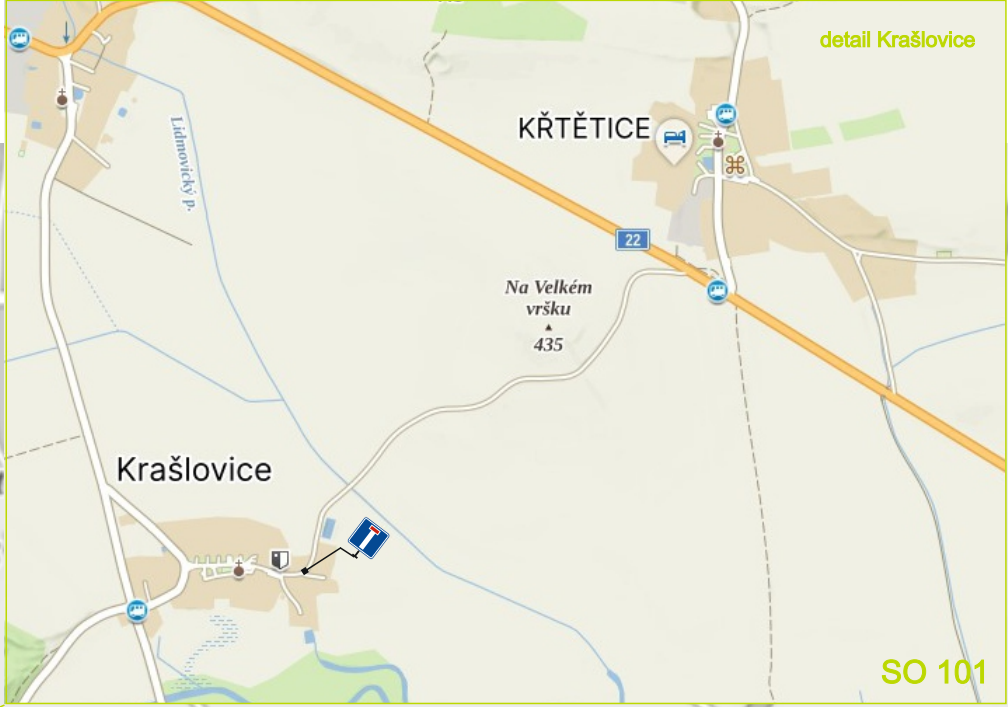 detail Krašlovice
Lidmovický p.
KŘTĚTICE
22
Na Velkém
vršku
435
Krašlovice
SO 101